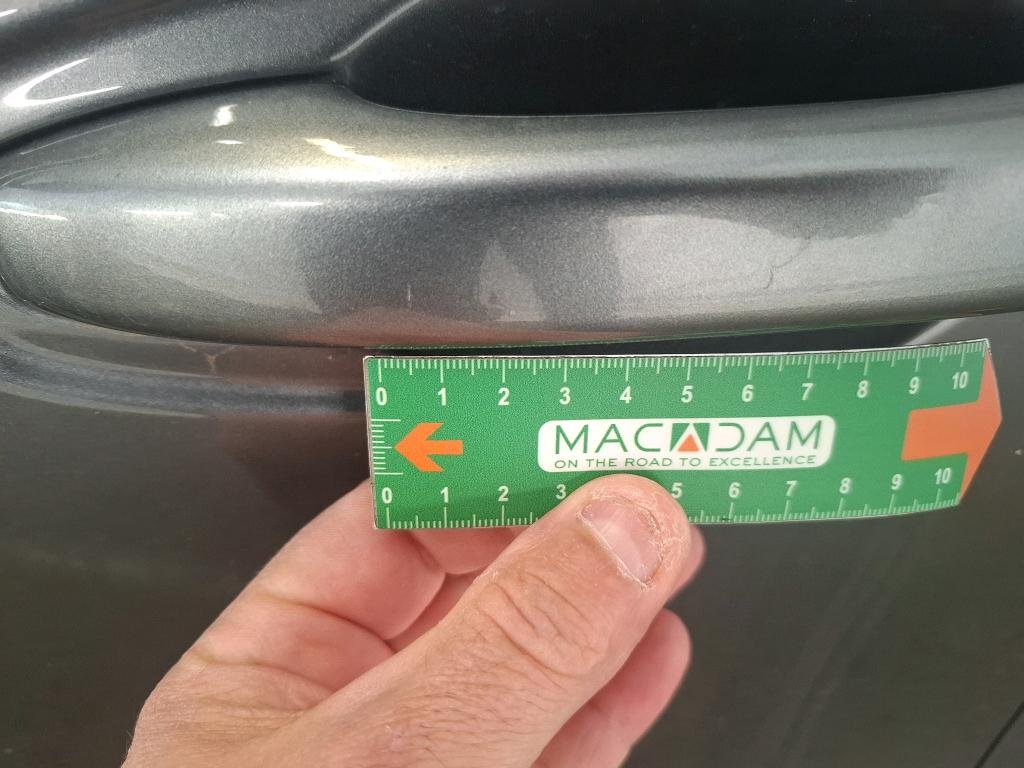 0 1 2 3 4 5 6 7 8 9 10
MACADAM
ON THE ROAD TO EXCELLENCE
0 1 2 3 5 6 7 8 9 10